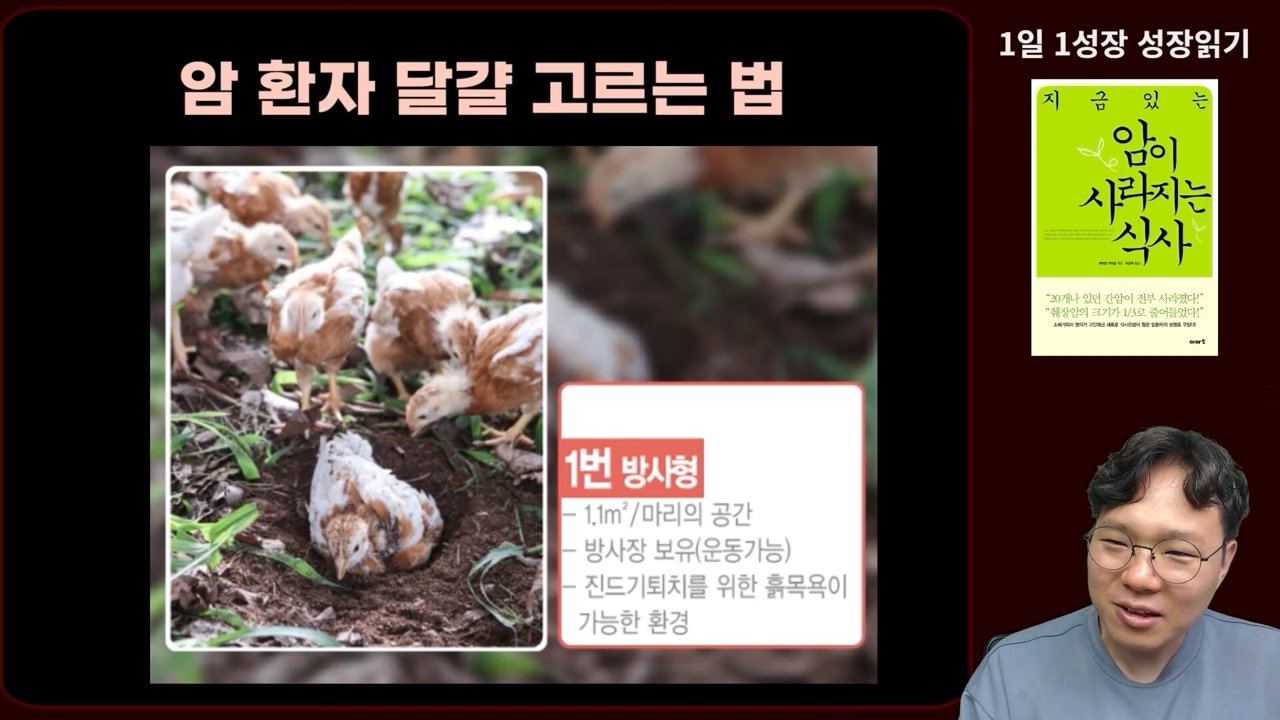 암 환자 달걀 고르는 법
1번 방사형
- 1.1㎡/마리의 공간
- 방사장 보유(운동가능)
- 진드기퇴치를 위한 흙목욕이
가능한 환경
1일 1성장 성장읽기
지금있는
암이
사라지는
식사
“20개나 있던 간암이 전부 사라졌다!”
“췌장암의 크기가 1/3로 줄어들었다!”